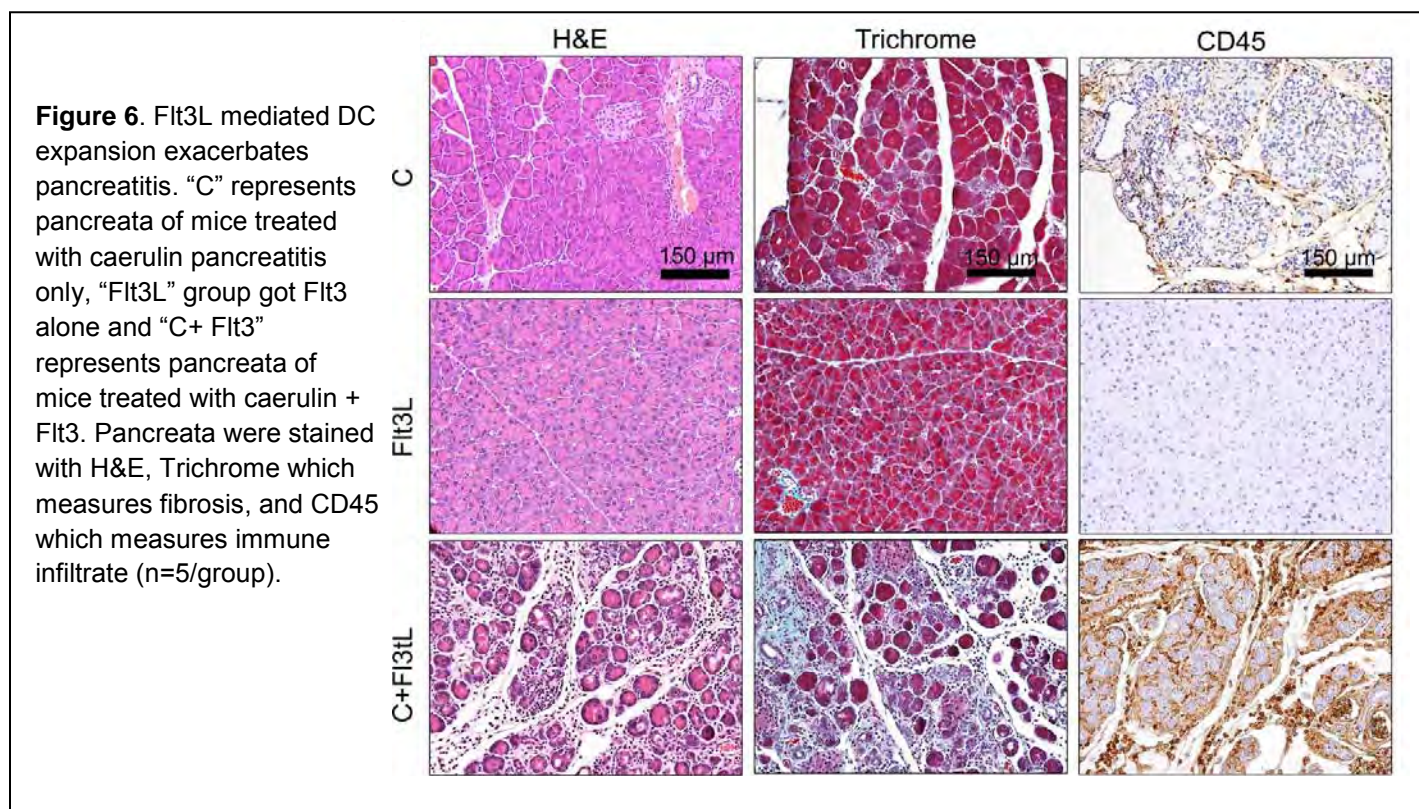 Figure 6. Flt3L mediated DC
expansion exacerbates
pancreatitis. “C” represents
pancreata of mice treated
with caerulin pancreatitis
only, “Flt3L” group got Flt3
alone and “C+ Flt3”
represents pancreata of
mice treated with caerulin +
Flt3. Pancreata were stained
with H&E, Trichrome which
measures fibrosis, and CD45
which measures immune
infiltrate (n=5/group).
H&E
Trichrome
CD45
C
150 µm
150 µm
150 µm
Flt3L
C+Fl3tL